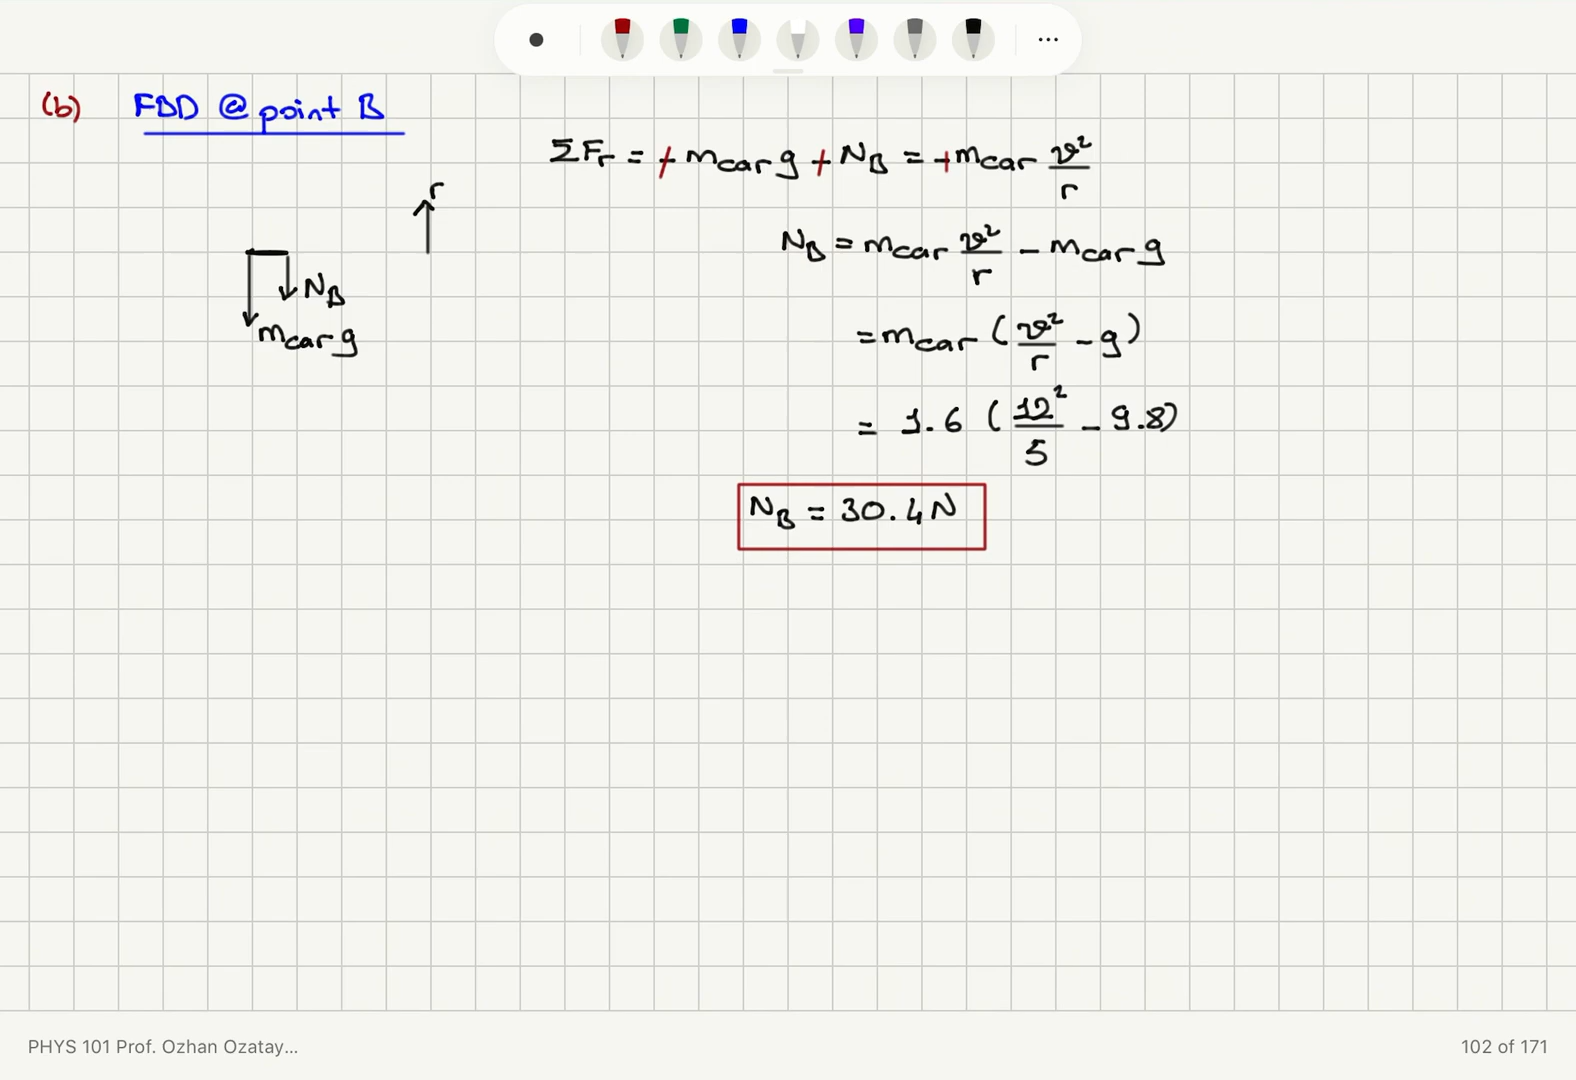 (b) FBD @ point B
ΣFr = + mcar g + NB = + mcar v²/r
r
NB = mcar v²/r - mcar g
NB
mcar g
= mcar (v²/r - g)
= 1.6 (12²/5 - 9.8)
NB = 30.4 N
PHYS 101 Prof. Ozhan Ozatay...
102 of 171